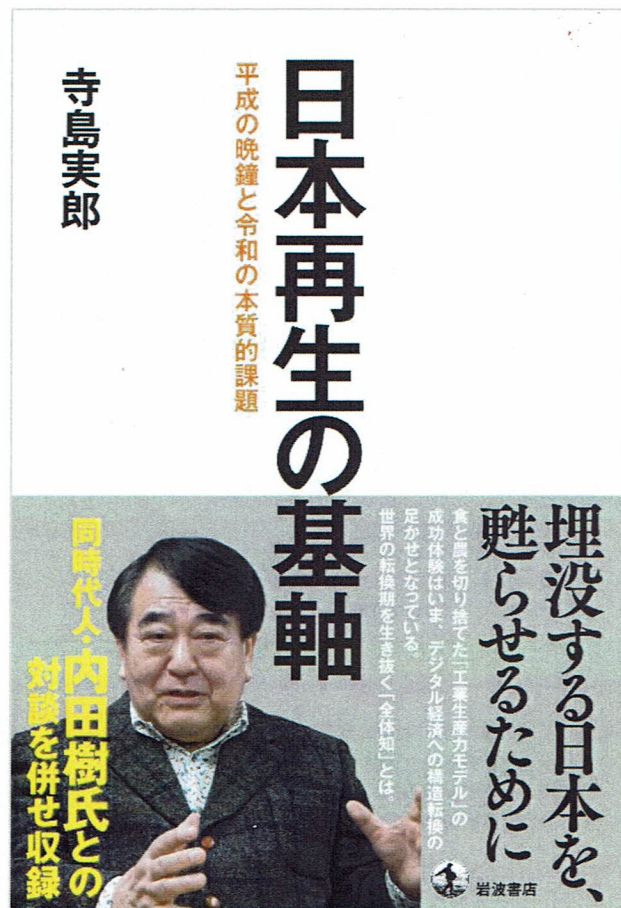 日本再生の基軸
平成の晩鐘と令和の本質的課題
寺島実郎
埋没する日本を、
甦らせるために
食と農を切り捨てた「工業生産力モデル」の
成功体験はいま、デジタル経済への構造転換の
足かせとなっている。
世界の転換期を生き抜く「全体知」とは。
同時代人・内田樹氏との
対談を併せ収録
岩波書店